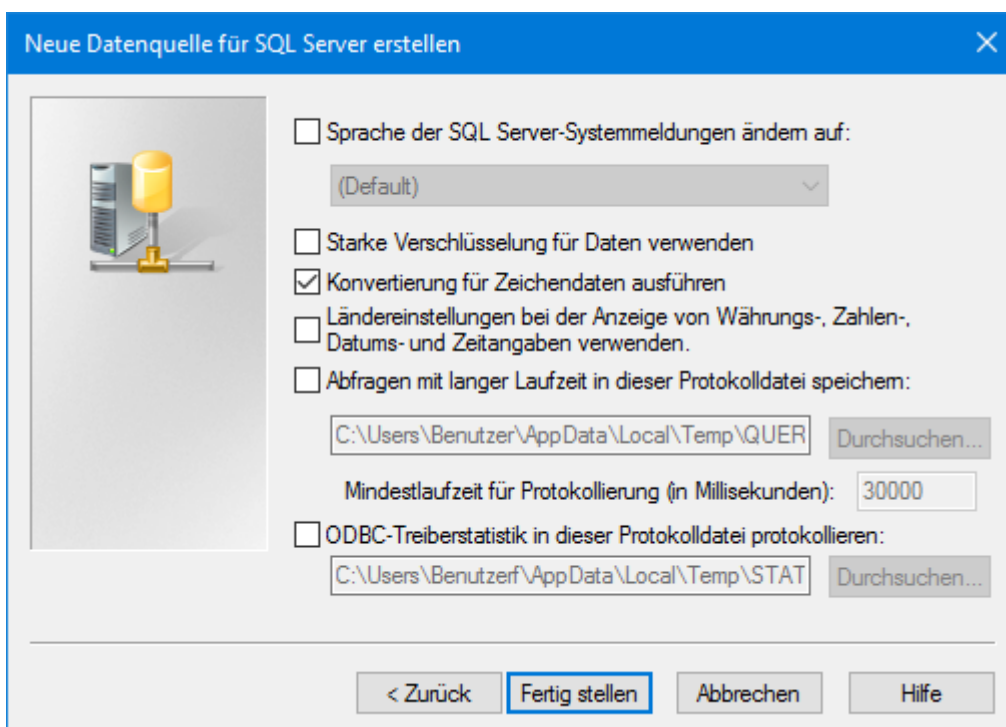 Neue Datenquelle für SQL Server erstellen
Sprache der SQL Server-Systemmeldungen ändern auf:
(Default)
Starke Verschlüsselung für Daten verwenden
Konvertierung für Zeichendaten ausführen
Ländereinstellungen bei der Anzeige von Währungs-, Zahlen-,
Datums- und Zeitangaben verwenden.
Abfragen mit langer Laufzeit in dieser Protokolldatei speichern:
C:\Users\Benutzer\AppData\Local\Temp\QUER Durchsuchen...
Mindestlaufzeit für Protokollierung (in Millisekunden): 30000
ODBC-Treiberstatistik in dieser Protokolldatei protokollieren:
C:\Users\Benutzerf\AppData\Local\Temp\STAT Durchsuchen...
< Zurück Fertig stellen Abbrechen Hilfe